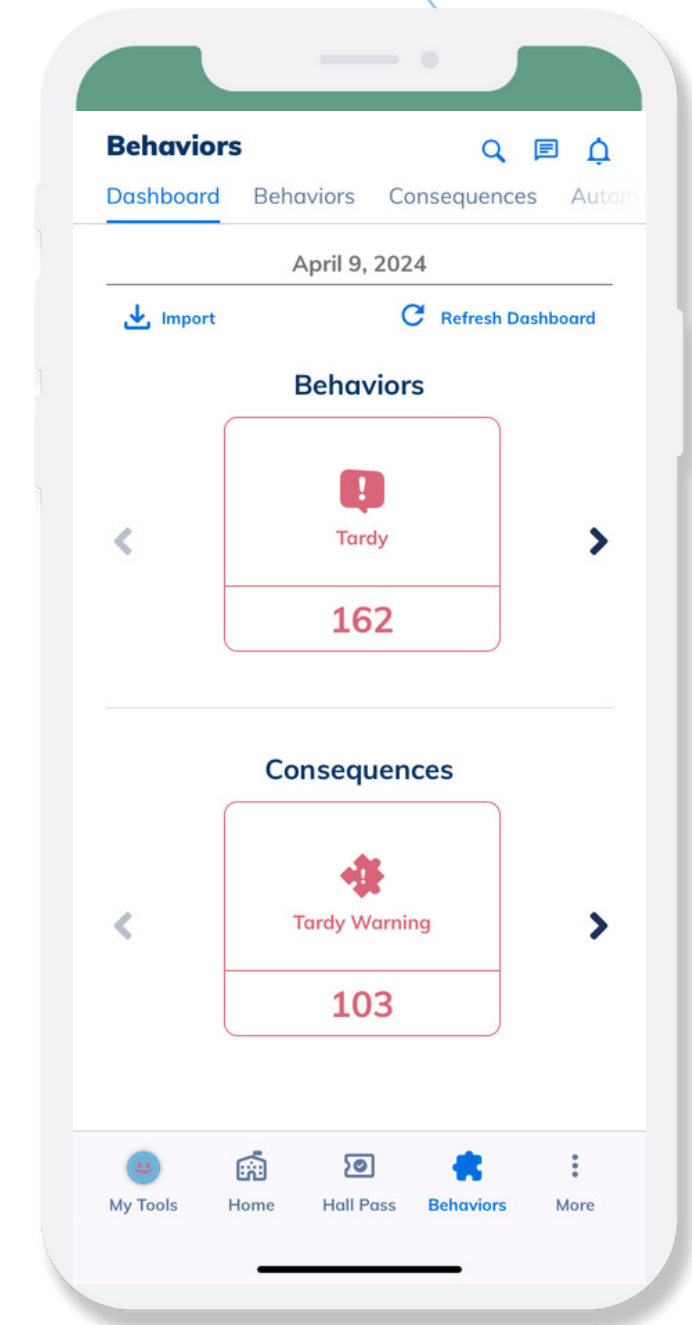 Behaviors
Dashboard Behaviors Consequences Autom
April 9, 2024
Import Refresh Dashboard
Behaviors
Tardy
162
Consequences
Tardy Warning
103
My Tools Home Hall Pass Behaviors More